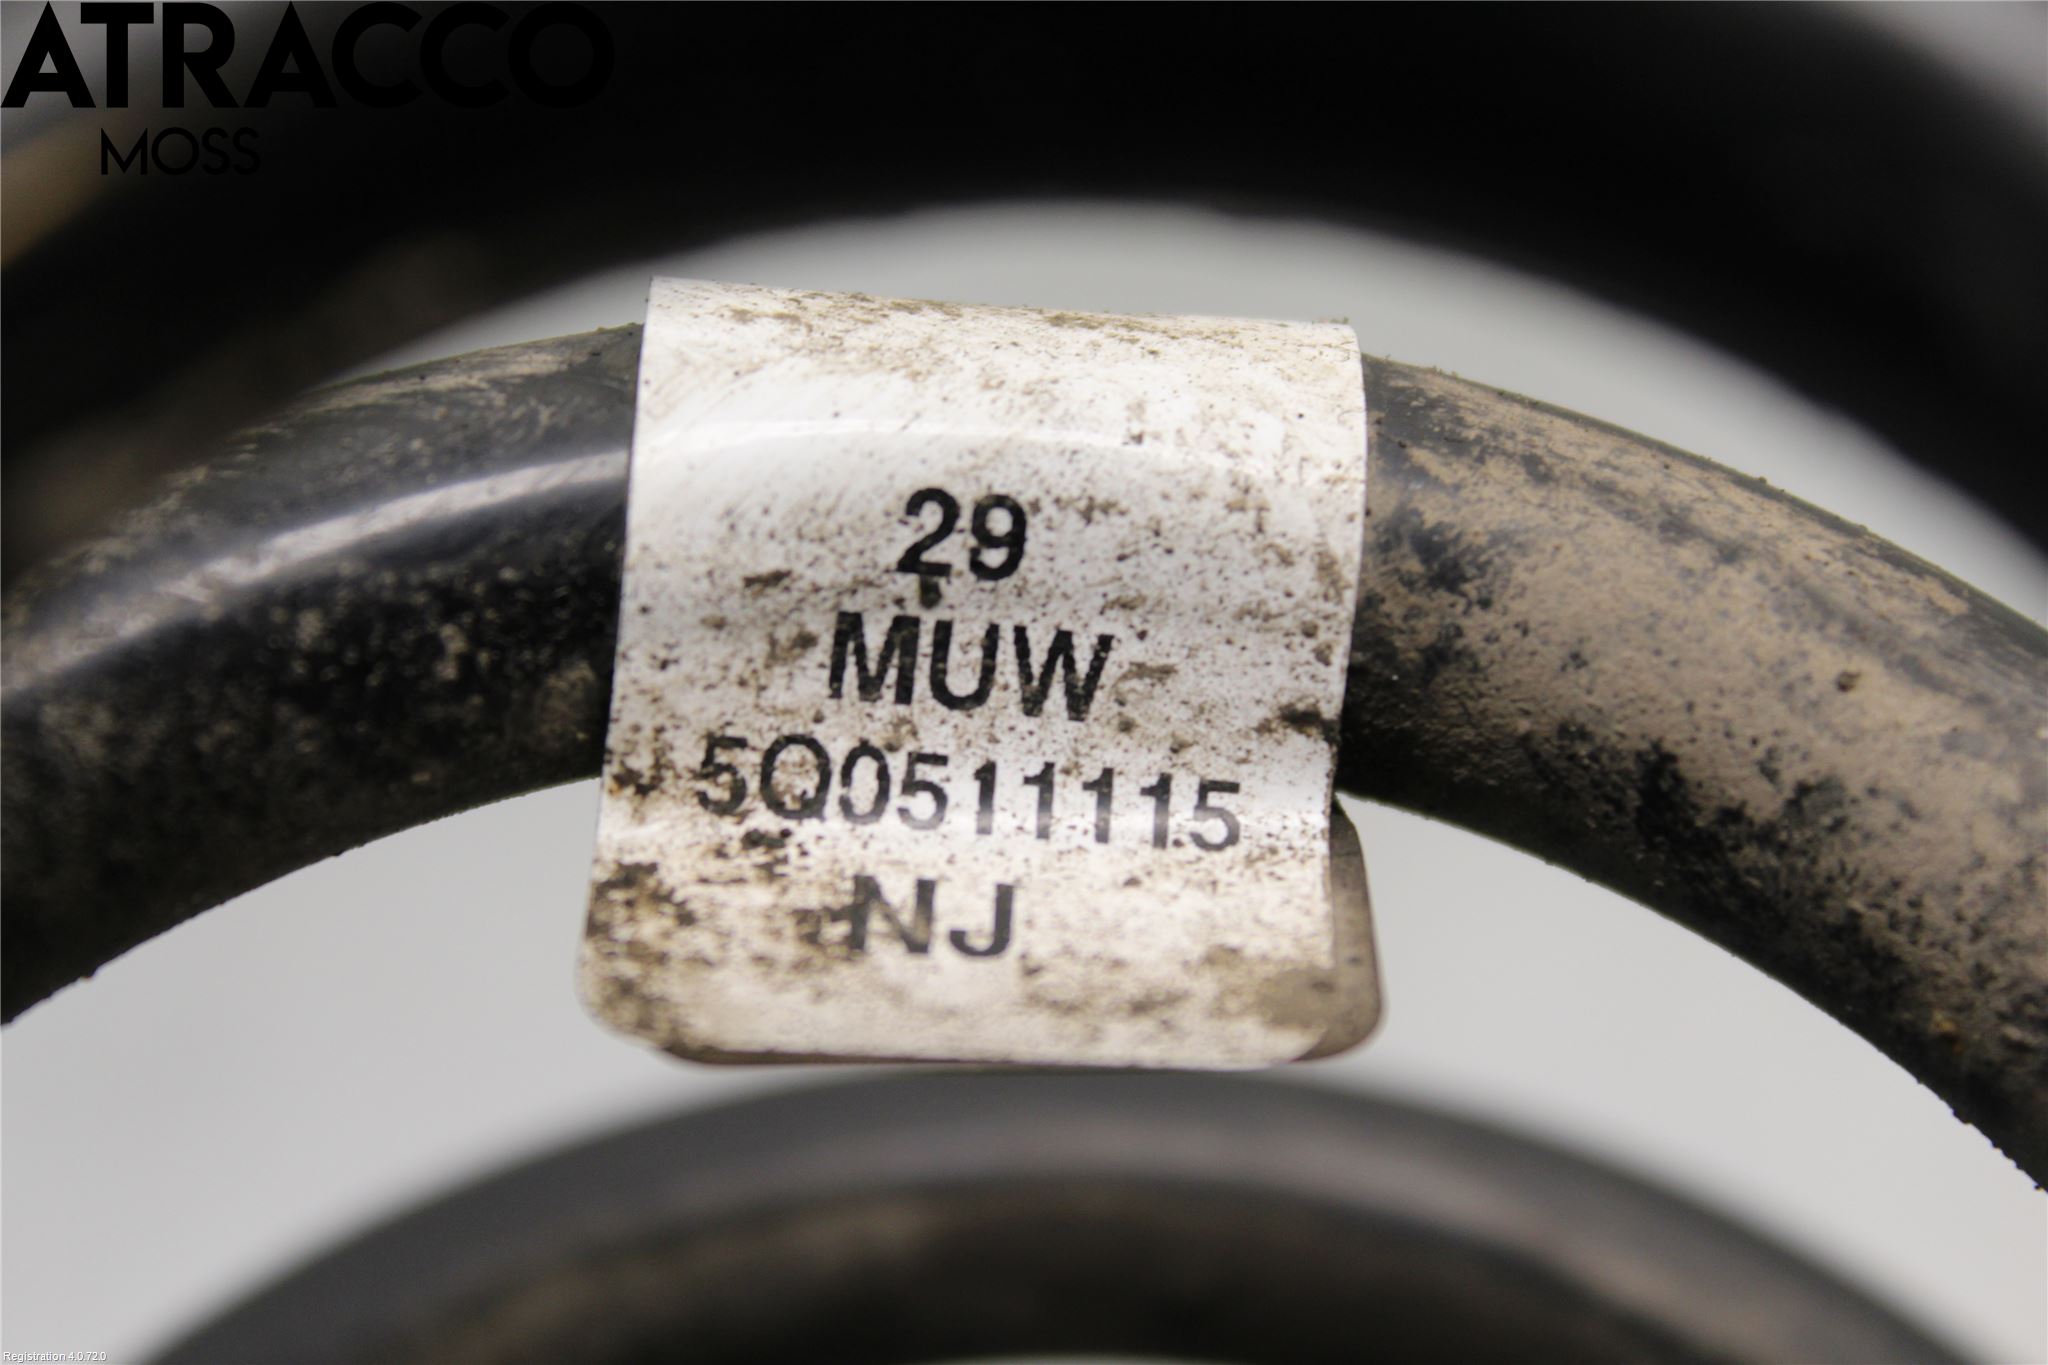 ATRACCO
MOSS
29
MUW
5Q0511115
NJ
Registration 4.0.72.0